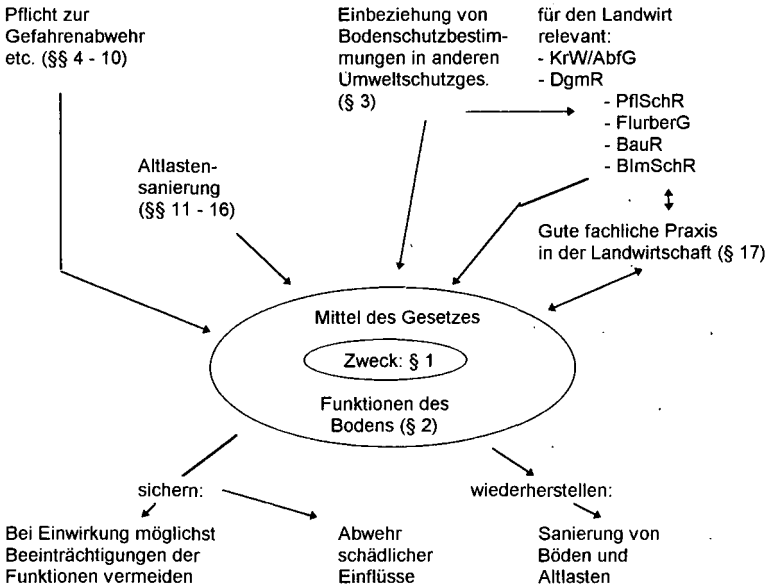 Pflicht zur
Gefahrenabwehr
etc. (§§ 4 - 10)
Einbeziehung von
Bodenschutzbestim-
mungen in anderen
Umweltschutzges.
(§ 3)
für den Landwirt
relevant:
- KrW/AbfG
- DgmR
- PflSchR
- FlurberG
- BauR
- BImSchR
Altlasten-
sanierung
(§§ 11 - 16)
Gute fachliche Praxis
in der Landwirtschaft (§ 17)
Mittel des Gesetzes
Zweck: § 1
Funktionen des
Bodens (§ 2)
sichern:
wiederherstellen:
Bei Einwirkung möglichst
Beeinträchtigungen der
Funktionen vermeiden
Abwehr
schädlicher
Einflüsse
Sanierung von
Böden und
Altlasten